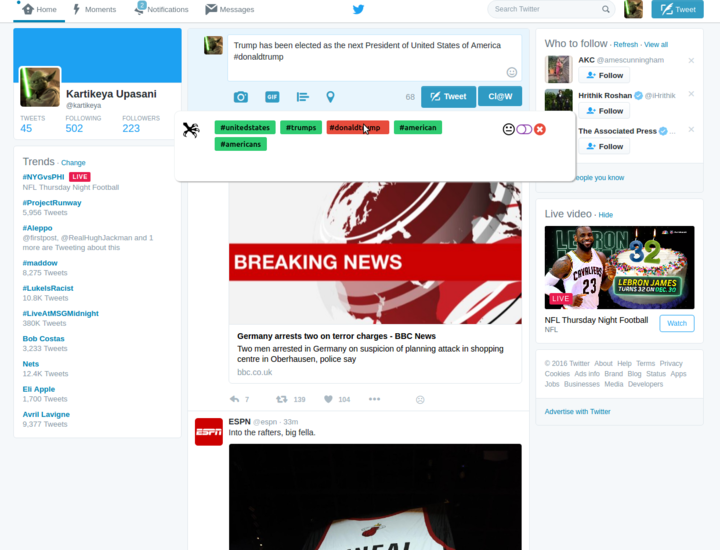 Home
Moments
2
Notifications
Messages
Search Twitter
Tweet
Kartikeya Upasani
@kartikeya
TWEETS FOLLOWING FOLLOWERS
45 502 223
Trends · Change
#NYGvsPHI LIVE
NFL Thursday Night Football
#ProjectRunway
5,956 Tweets
#Aleppo
@firstpost, @RealHughJackman and 1
more are Tweeting about this
#maddow
8,275 Tweets
#LukeIsRacist
10.8K Tweets
#LiveAtMSGMidnight
380K Tweets
Bob Costas
3,233 Tweets
Nets
12.4K Tweets
Eli Apple
1,700 Tweets
Avril Lavigne
9,377 Tweets
Trump has been elected as the next President of United States of America
#donaldtrump
GIF
68
Tweet
Cl@W
#unitedstates #trumps #donaldtrump #american
#americans
BREAKING NEWS
Germany arrests two on terror charges - BBC News
Two men arrested in Germany on suspicion of planning attack in shopping
centre in Oberhausen, police say
bbc.co.uk
7 139 104
ESPN @espn · 33m
Into the rafters, big fella.
ESPN
Who to follow · Refresh · View all
AKC @amescunningham
Follow
Hrithik Roshan @iHrithik
Follow
The Associated Press ...
Follow
people you know
Live video · Hide
LEBRON
32
CAVALIERS
23
LEBRON JAMES
TURNS 32 ON DEC. 30
LIVE
NFL Thursday Night Football
NFL
Watch
© 2016 Twitter About Help Terms Privacy
Cookies Ads info Brand Blog Status Apps
Jobs Businesses Media Developers
Advertise with Twitter